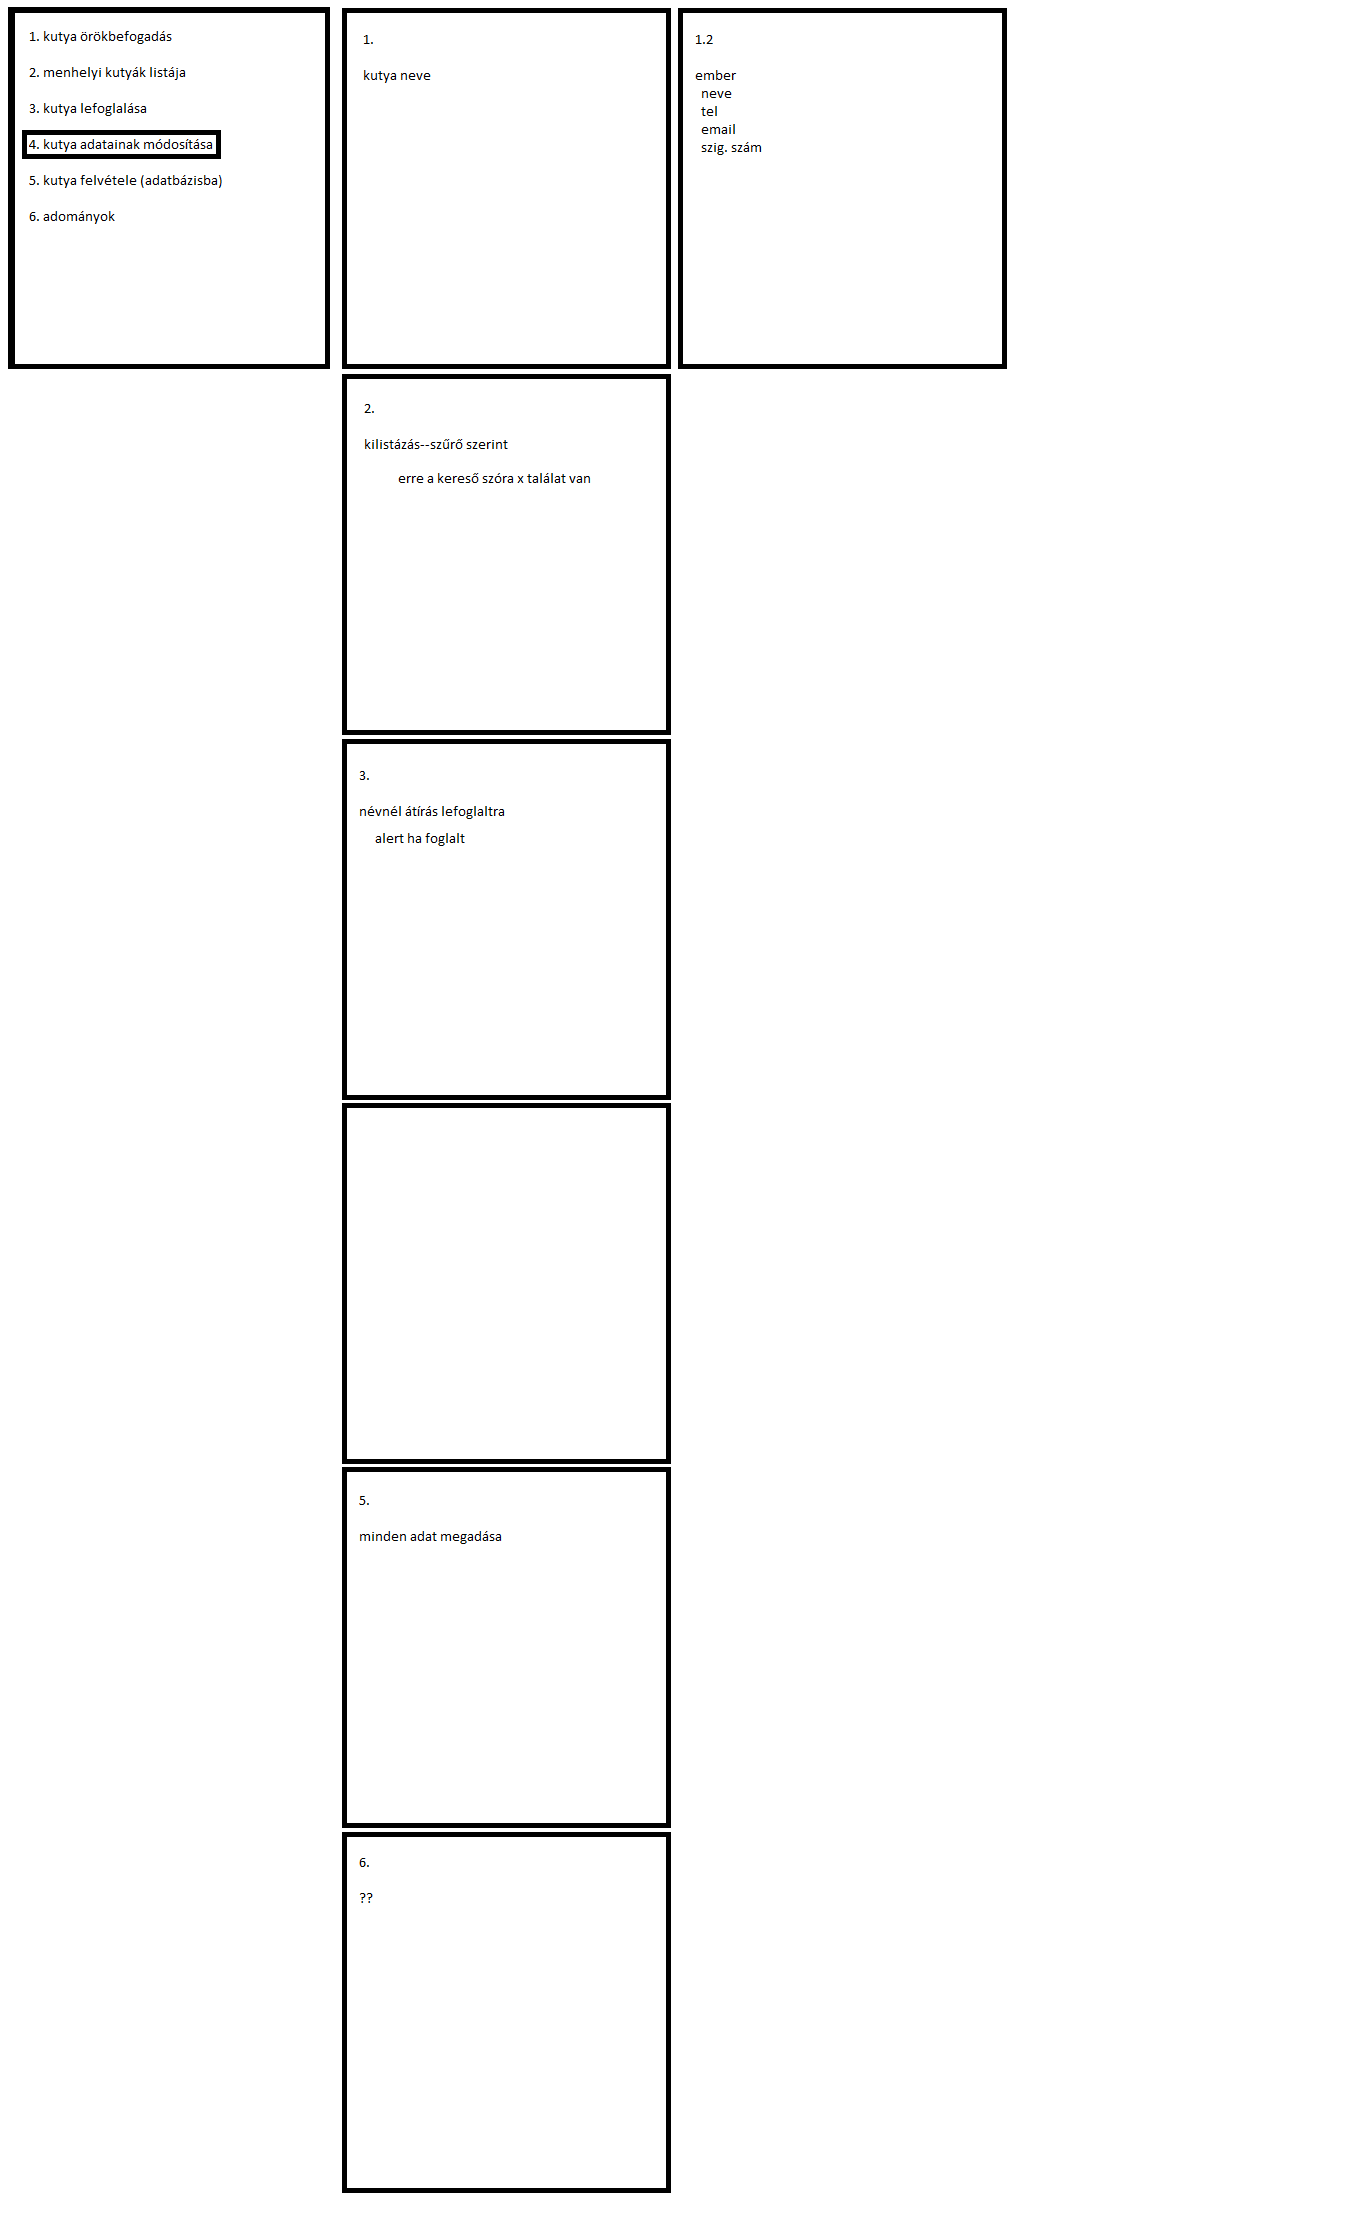 1. kutya örökbefogadás
2. menhelyi kutyák listája
3. kutya lefoglalása
4. kutya adatainak módosítása
5. kutya felvétele (adatbázisba)
6. adományok
1.
kutya neve
1.2
ember
neve
tel
email
szig. szám
2.
kilistázás--szűrő szerint
erre a kereső szóra x találat van
3.
névnél átírás lefoglaltra
alert ha foglalt
5.
minden adat megadása
6.
??